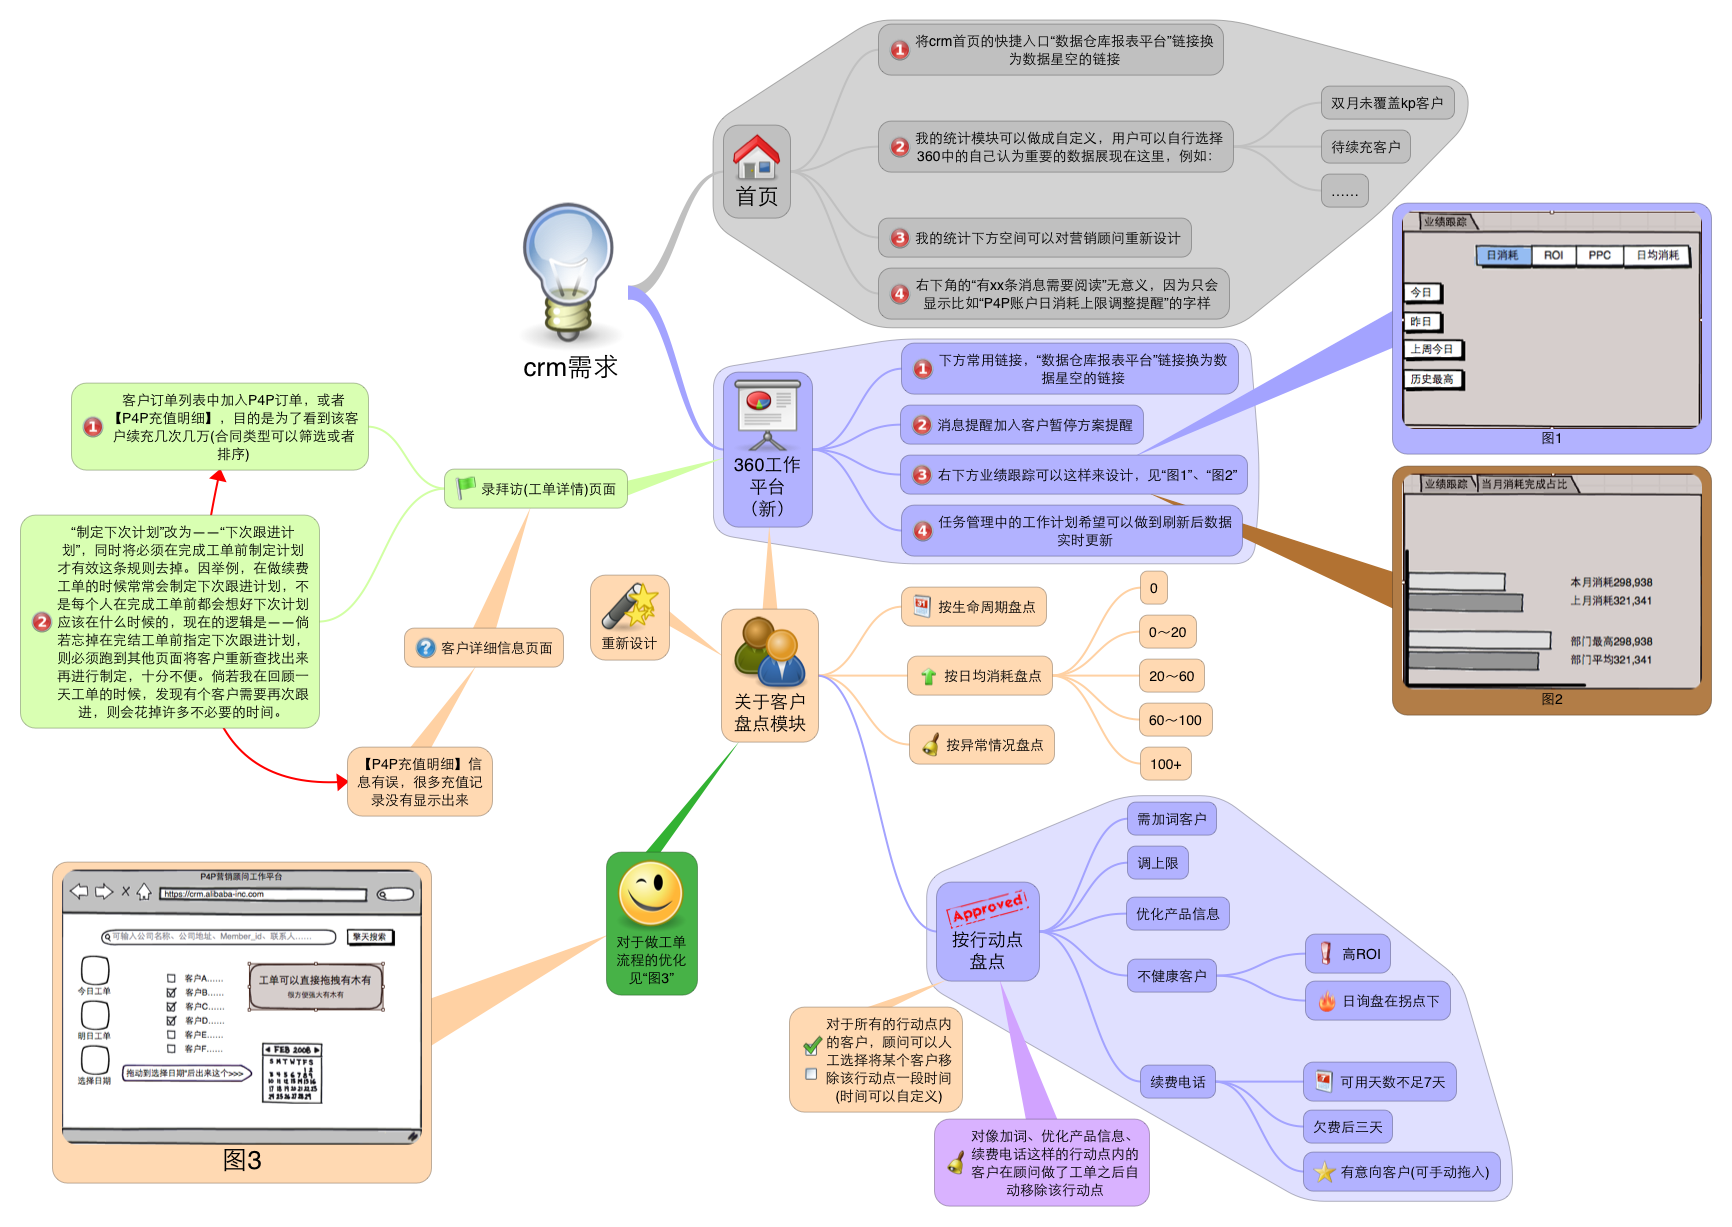 crm需求
首页
1
将crm首页的快捷入口“数据仓库报表平台”链接换
为数据星空的链接
2
我的统计模块可以做成自定义，用户可以自行选择
360中的自己认为重要的数据展现在这里，例如：
双月未覆盖kp客户
待续充客户
……
3
我的统计下方空间可以对营销顾问重新设计
4
右下角的“有xx条消息需要阅读”无意义，因为只会
显示比如“P4P账户日消耗上限调整提醒”的字样
360工作
平台
（新）
1
下方常用链接，“数据仓库报表平台”链接换为数
据星空的链接
2
消息提醒加入客户暂停方案提醒
3
右下方业绩跟踪可以这样来设计，见“图1”、“图2”
4
任务管理中的工作计划希望可以做到刷新后数据
实时更新
业绩跟踪
日消耗
ROI
PPC
日均消耗
今日
昨日
上周今日
历史最高
图1
业绩跟踪
当月消耗完成占比
本月消耗298,938
上月消耗321,341
部门最高298,938
部门平均321,341
图2
录拜访(工单详情)页面
1
客户订单列表中加入P4P订单，或者
【P4P充值明细】，目的是为了看到该客
户续充几次几万(合同类型可以筛选或者
排序)
2
“制定下次计划”改为——“下次跟进计
划”，同时将必须在完成工单前制定计划
才有效这条规则去掉。因举例，在做续费
工单的时候常常会制定下次跟进计划，不
是每个人在完成工单前都会想好下次计划
应该在什么时候的，现在的逻辑是——倘
若忘掉在完结工单前指定下次跟进计划，
则必须跑到其他页面将客户重新查找出来
再进行制定，十分不便。倘若我在回顾一
天工单的时候，发现有个客户需要再次跟
进，则会花掉许多不必要的时间。
?
客户详细信息页面
【P4P充值明细】信
息有误，很多充值记
录没有显示出来
重新设计
关于客户
盘点模块
按生命周期盘点
按日均消耗盘点
0
0～20
20～60
60～100
100+
按异常情况盘点
Approved
按行动点
盘点
需加词客户
调上限
优化产品信息
不健康客户
高ROI
日询盘在拐点下
续费电话
可用天数不足7天
欠费后三天
有意向客户(可手动拖入)
对于所有的行动点内
的客户，顾问可以人
工选择将某个客户移
除该行动点一段时间
(时间可以自定义)
对像加词、优化产品信息、
续费电话这样的行动点内的
客户在顾问做了工单之后自
动移除该行动点
对于做工单
流程的优化
见“图3”
P4P营销顾问工作平台
https://crm.alibaba-inc.com
可输入公司名称、公司地址、Member_id、联系人……
擎天搜索
今日工单
明日工单
选择日期
客户A……
客户B……
客户C……
客户D……
客户E……
客户F……
工单可以直接拖拽有木有
很方便强大有木有
拖动到选择日期"后出来这个>>>
FEB 2008
S M T W T F S
1 2
3 4 5 6 7 8 9
10 11 12 13 14 15 16
17 18 19 20 21 22 23
24 25 26 27 28 29
图3